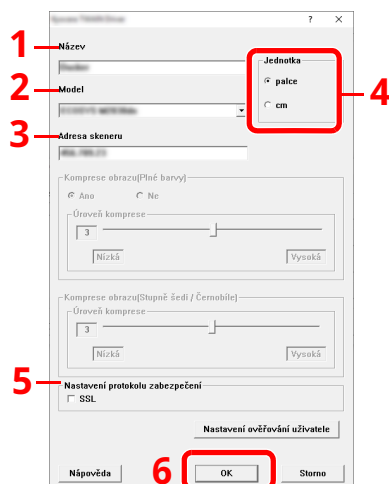 ? ×
1 Název
Jednotka
palce
4
2 Model
cm
3 Adresa skeneru
Komprese obrazu(Plné barvy)
Ano Ne
Úroveň komprese
3
Nízká Vysoká
Komprese obrazu(Stupně šedi / Černobíle)
Úroveň komprese
3
Nízká Vysoká
5 Nastavení protokolu zabezpečení
SSL
Nastavení ověřování uživatele
Nápověda 6 OK Storno